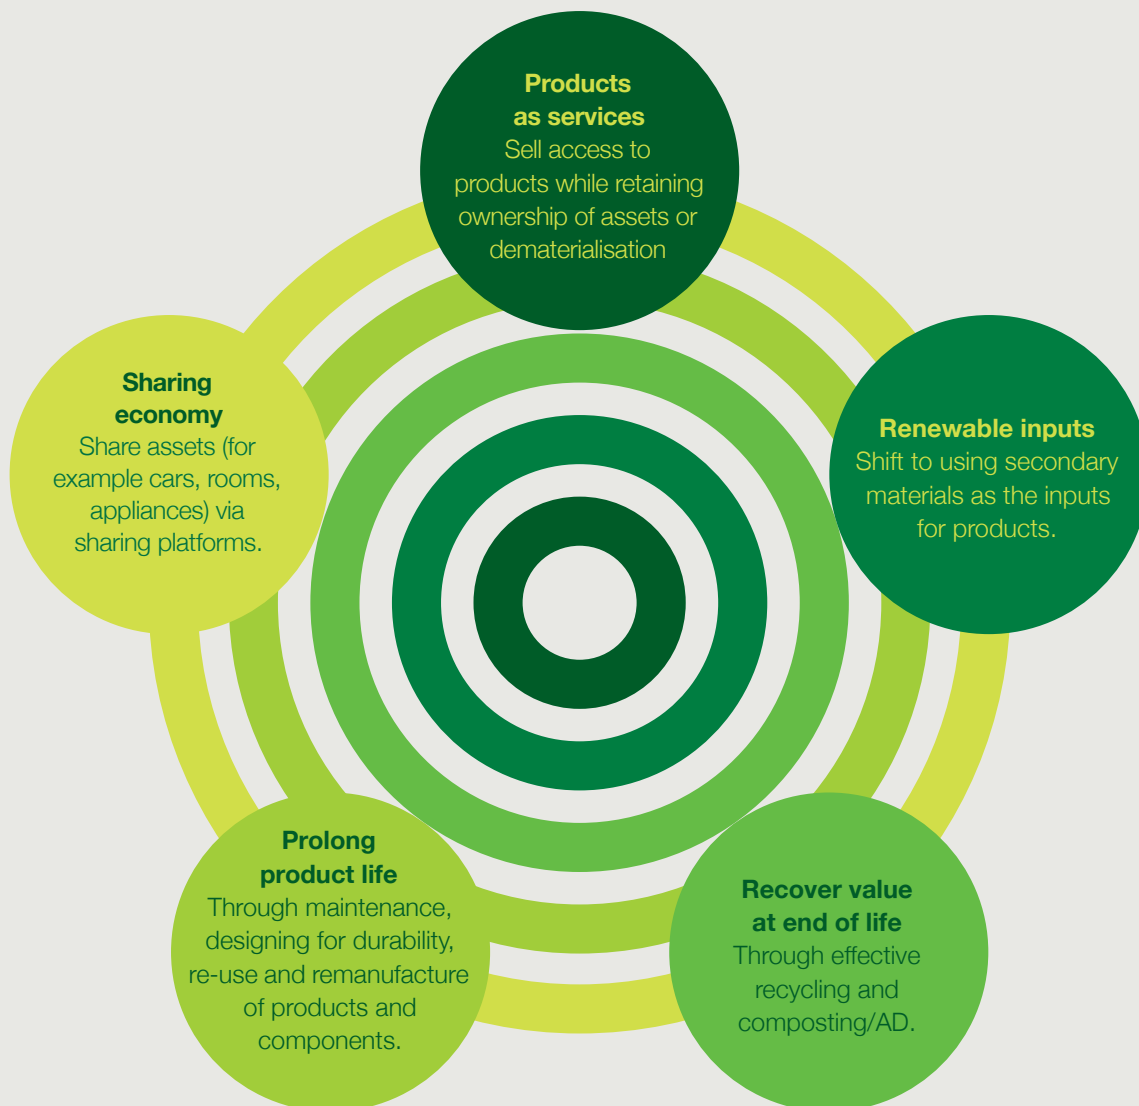 Products
as services
Sell access to
products while retaining
ownership of assets or
dematerialisation
Sharing
economy
Share assets (for
example cars, rooms,
appliances) via
sharing platforms.
Renewable inputs
Shift to using secondary
materials as the inputs
for products.
Prolong
product life
Through maintenance,
designing for durability,
re-use and remanufacture
of products and
components.
Recover value
at end of life
Through effective
recycling and
composting/AD.